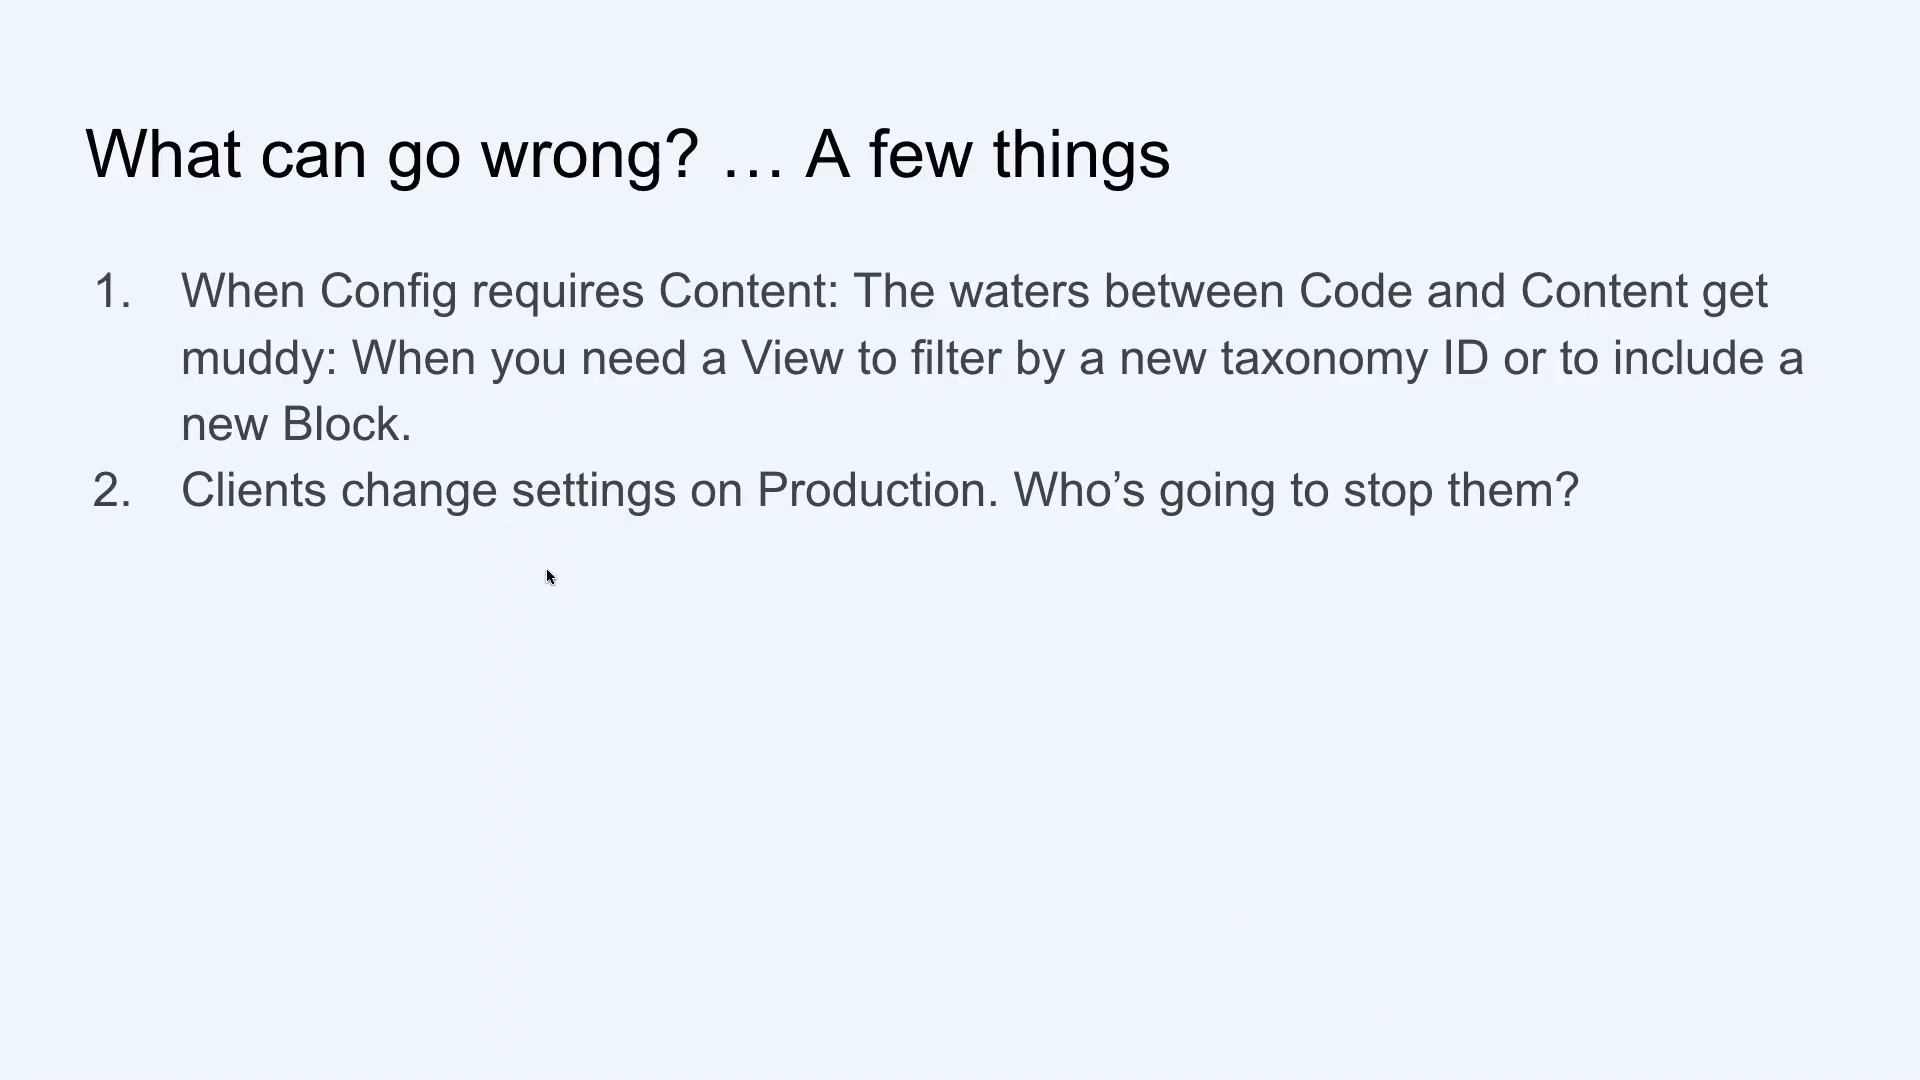 What can go wrong? … A few things
1. When Config requires Content: The waters between Code and Content get
muddy: When you need a View to filter by a new taxonomy ID or to include a
new Block.
2. Clients change settings on Production. Who’s going to stop them?